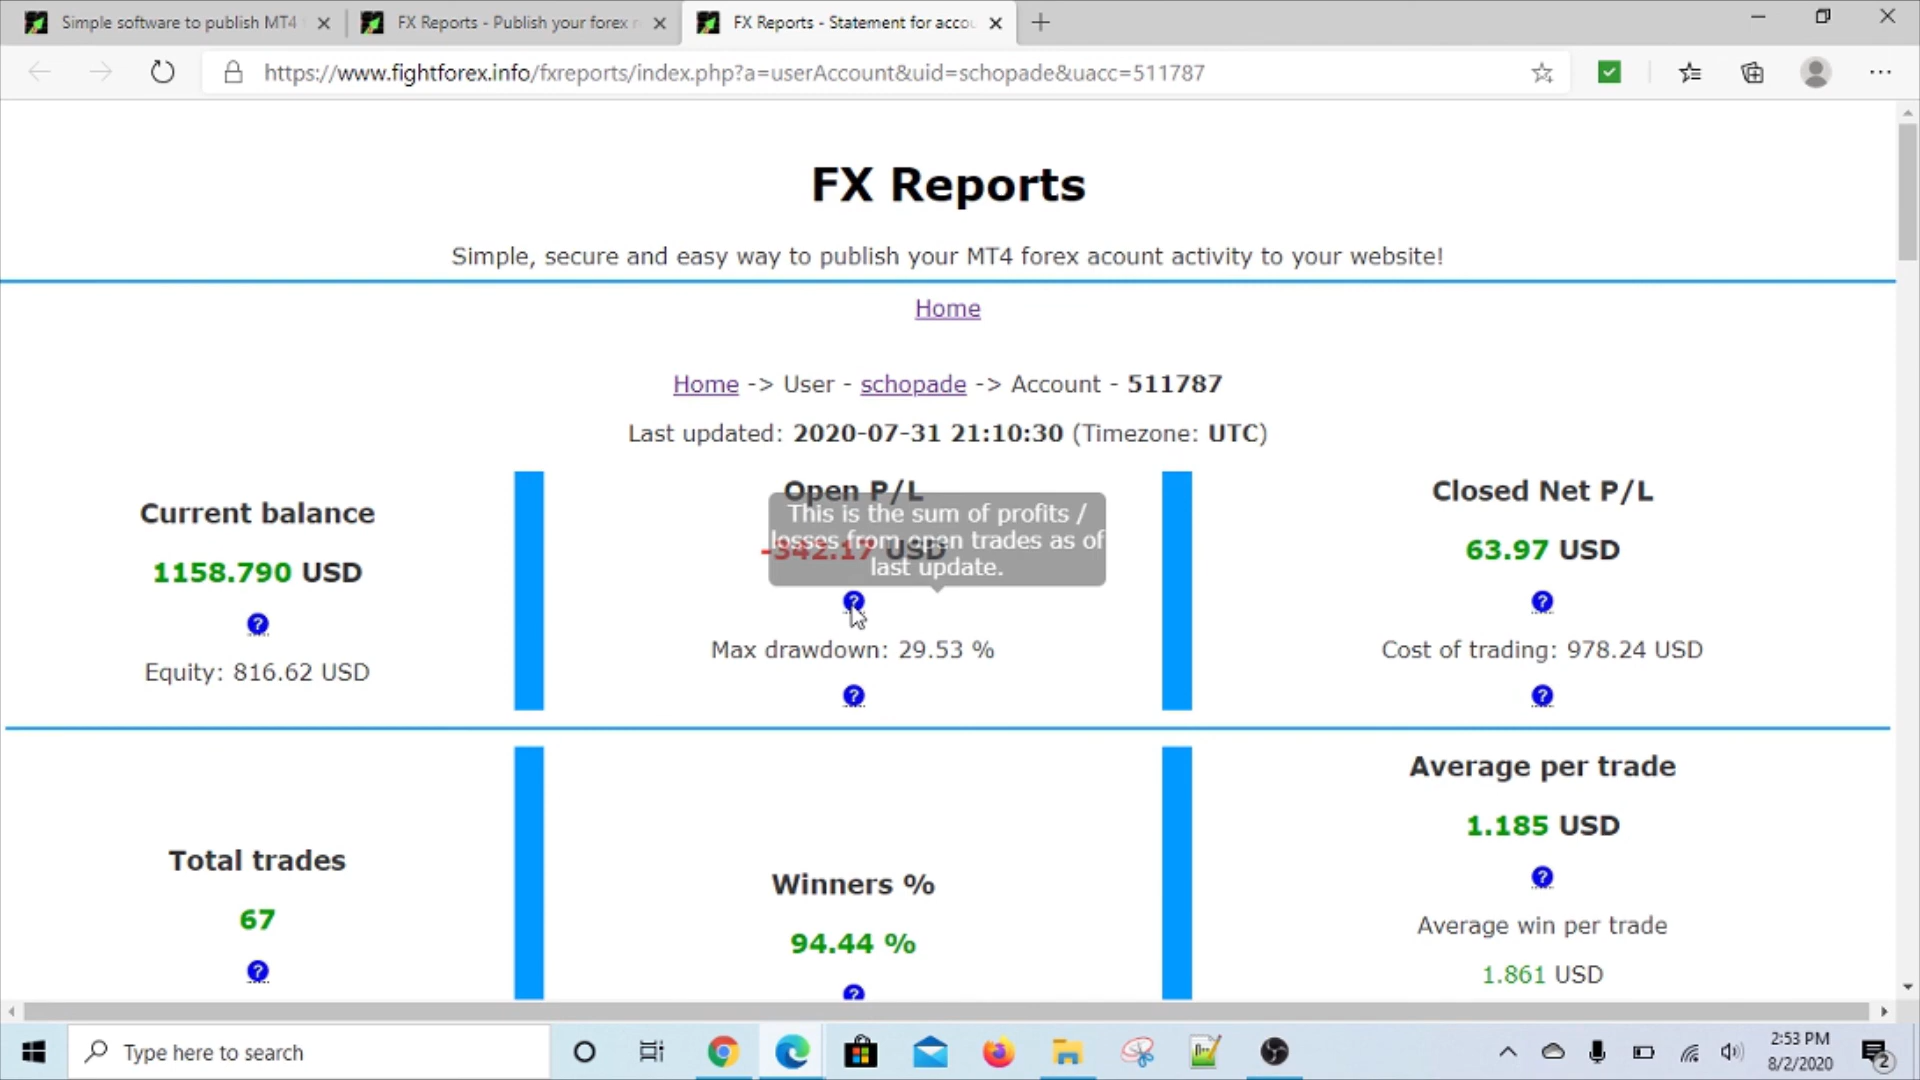 Simple software to publish MT4
FX Reports - Publish your forex r
FX Reports - Statement for acco
https://www.fightforex.info/fxreports/index.php?a=userAccount&uid=schopade&uacc=511787
FX Reports
Simple, secure and easy way to publish your MT4 forex acount activity to your website!
Home
Home -> User - schopade -> Account - 511787
Last updated: 2020-07-31 21:10:30 (Timezone: UTC)
Current balance
1158.790 USD
?
Equity: 816.62 USD
Open P/L
This is the sum of profits /
losses from open trades as of
last update.
-342.17 USD
?
Max drawdown: 29.53 %
?
Closed Net P/L
63.97 USD
?
Cost of trading: 978.24 USD
?
Total trades
67
?
Winners %
94.44 %
?
Average per trade
1.185 USD
?
Average win per trade
1.861 USD
Type here to search
2:53 PM
8/2/2020
2